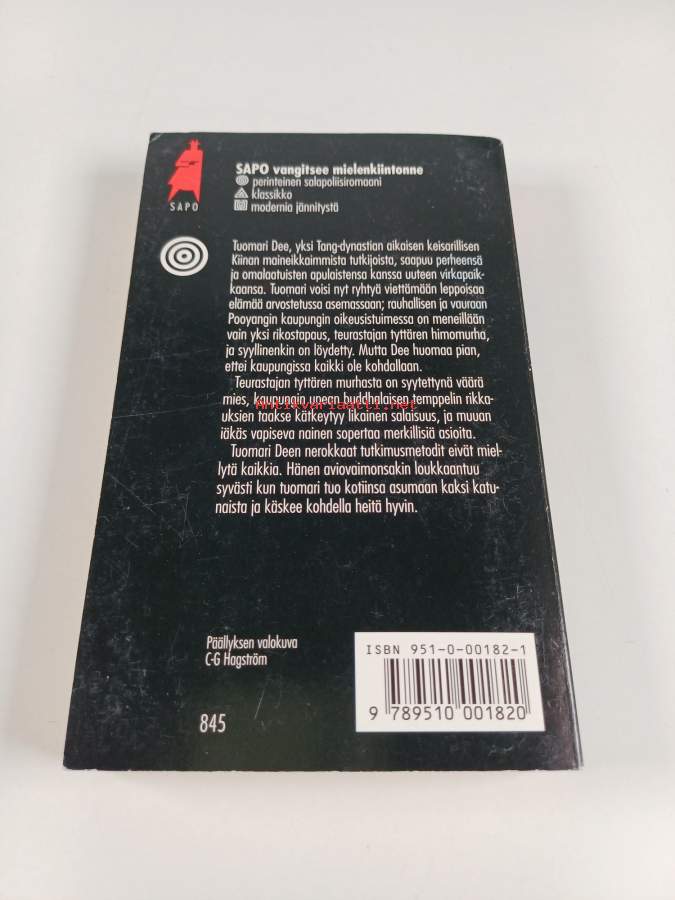 SAPO
SAPO vangitsee mielenkiintonne
perinteinen salapoliisiromaani
klassikko
modernia jännitystä
Tuomari Dee, yksi Tang-dynastian aikaisen keisarillisen
Kiinan maineikkaimmista tutkijoista, saapuu perheensä
ja omalaatuisten apulaistensa kanssa uuteen virkapaik-
kaansa. Tuomari voisi nyt ryhtyä viettämään leppoisaa
elämää arvostetussa asemassaan; rauhallisen ja vauraan
Pooyangin kaupungin oikeusistuimessa on meneillään
vain yksi rikostapaus, teurastajan tyttären himomurha,
ja syyllinenkin on löydetty. Mutta Dee huomaa pian,
ettei kaupungissa kaikki ole kohdallaan.
Teurastajan tyttären murhasta on syytettynä väärä
mies, kaupungin upean buddhalaisen temppelin rikka-
Antikvariaatti.net
uksien taakse kätkeytyy likainen salaisuus, ja muuan
iäkäs vapiseva nainen sopertaa merkillisiä asioita.
Tuomari Deen nerokkaat tutkimusmetodit eivät miel-
lytä kaikkia. Hänen aviovaimonsakin loukkaantuu
syvästi kun tuomari tuo kotiinsa asumaan kaksi katu-
naista ja käskee kohdella heitä hyvin.
Päällyksen valokuva
C-G Hagström
ISBN 951-0-00182-1
9 789510 001820
845